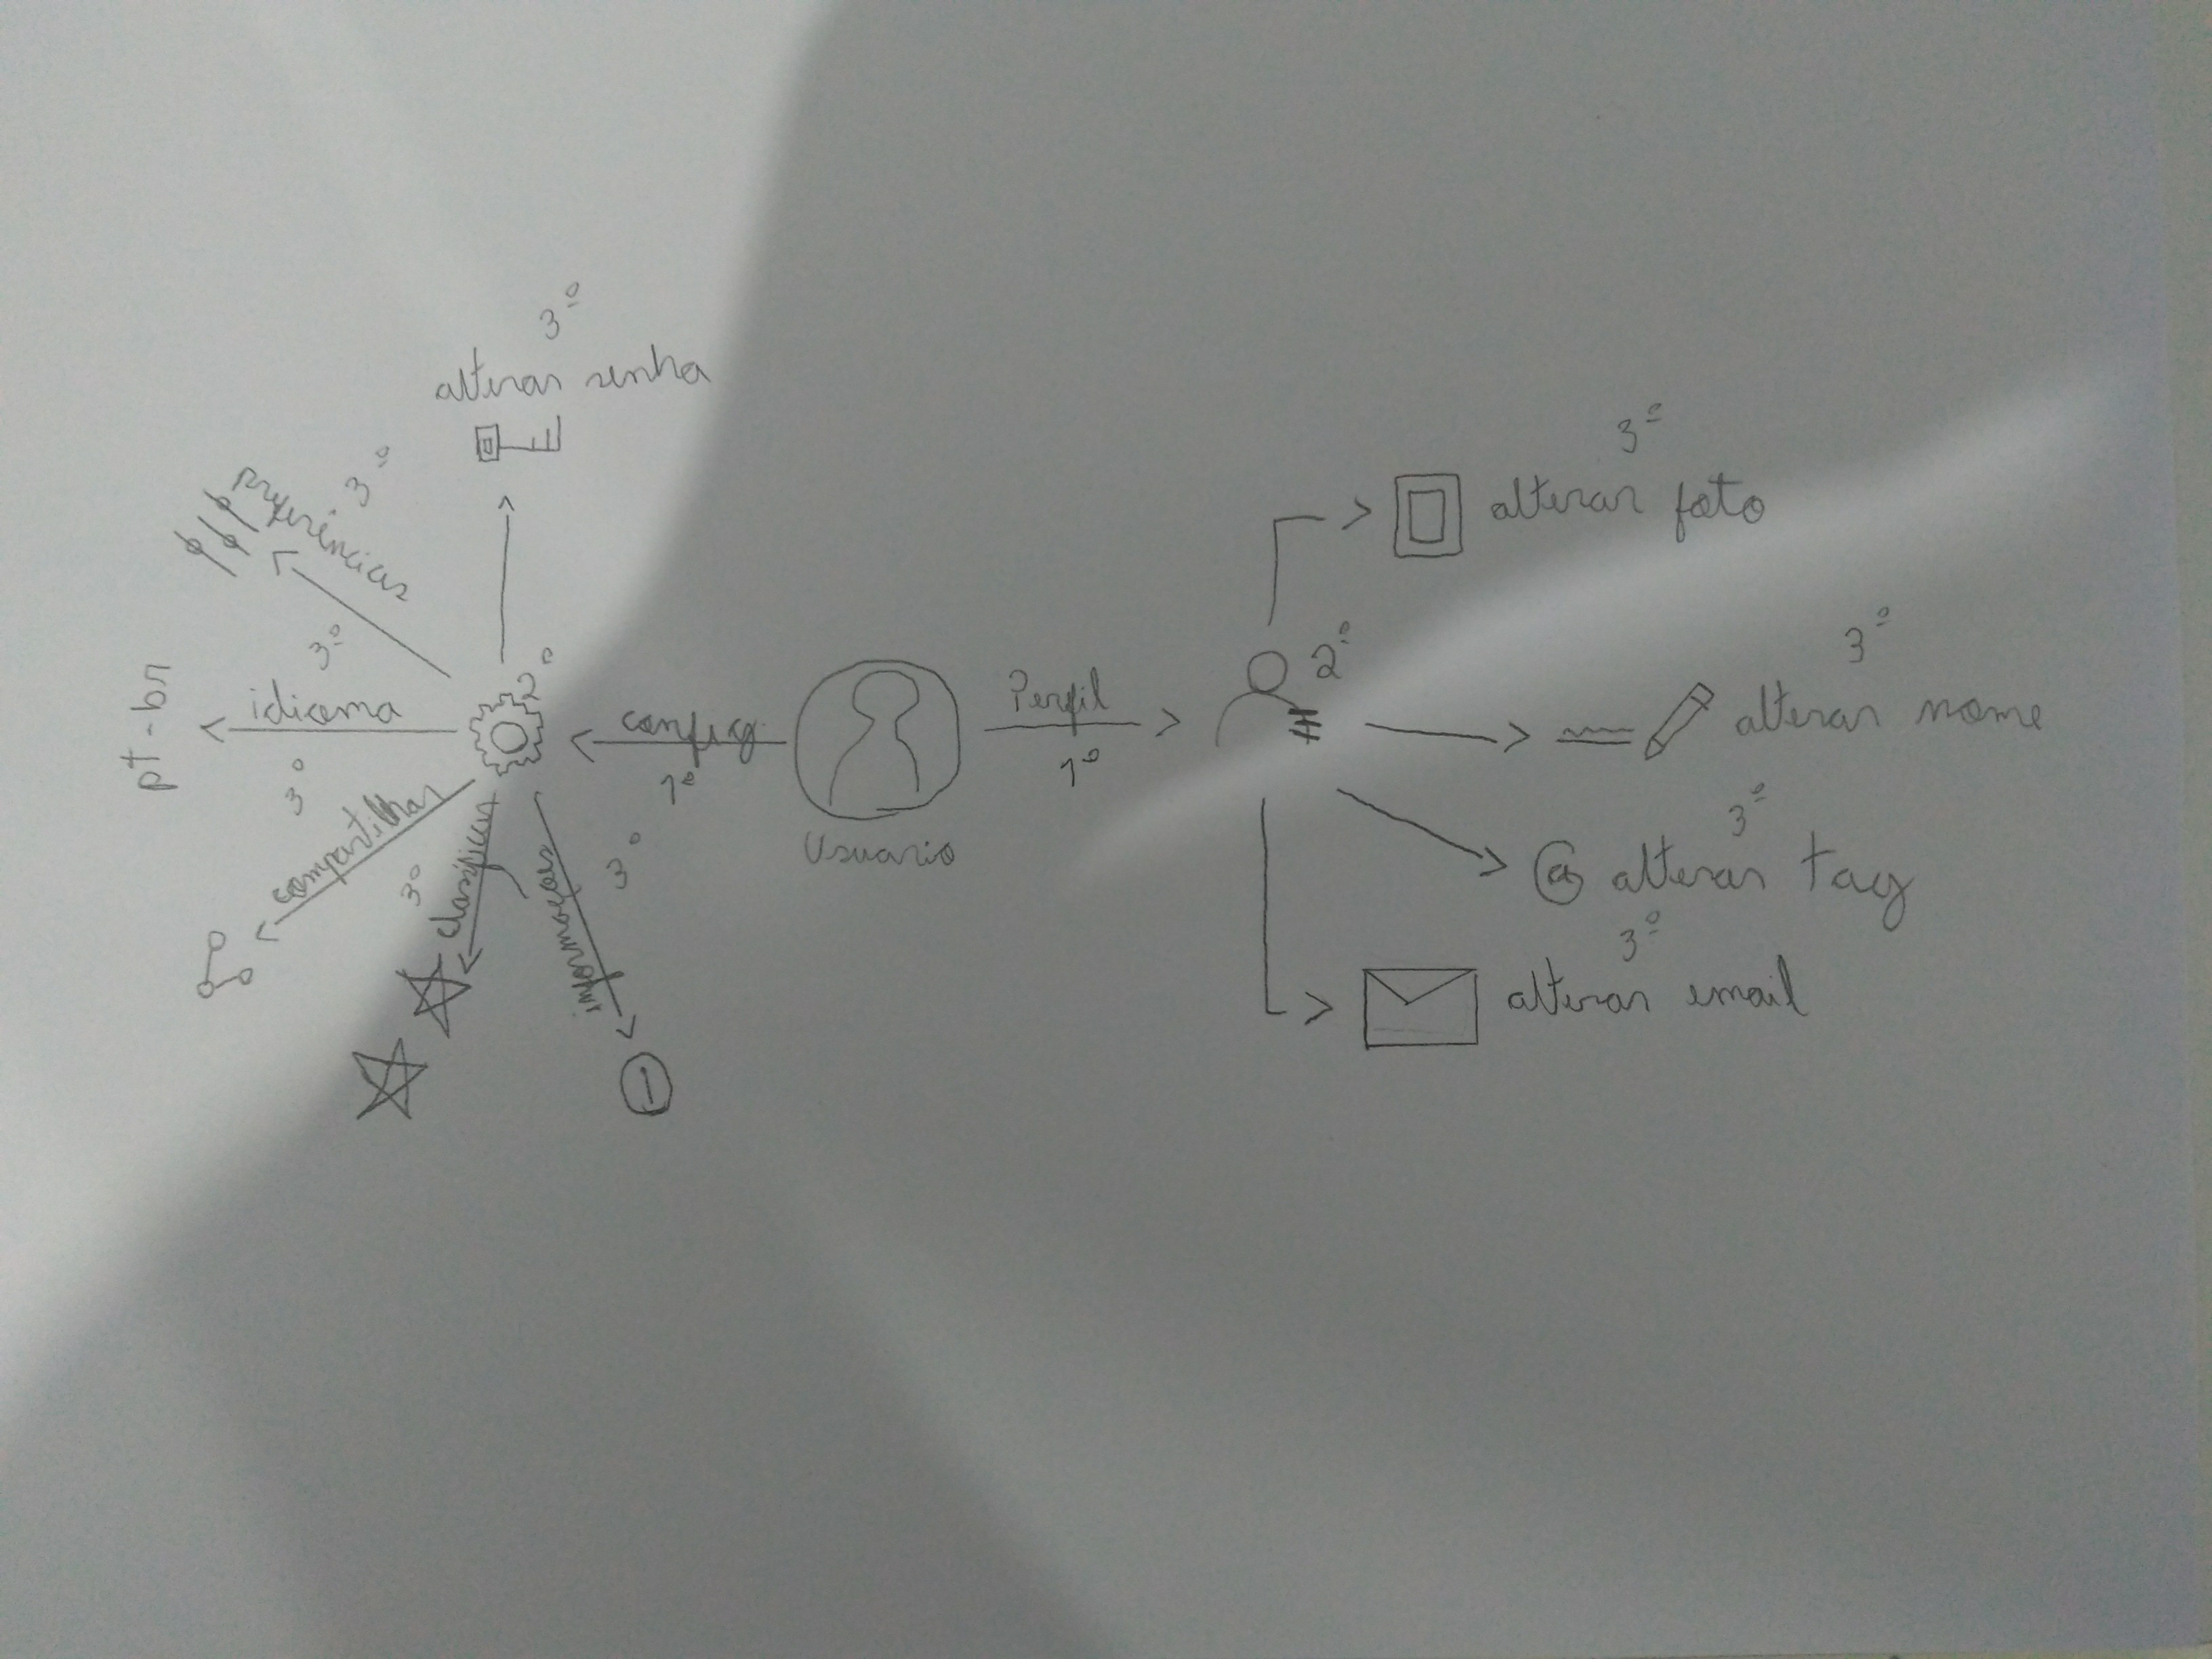 3º
alterar senha
3º
preferências
3º
idioma
pt-br
3º
compartilhar
3º
classificar
3º
informações
2º
config.
1º
Usuario
Perfil
1º
2º
3º
alterar foto
3º
alterar nome
3º
@ alterar tag
3º
alterar email